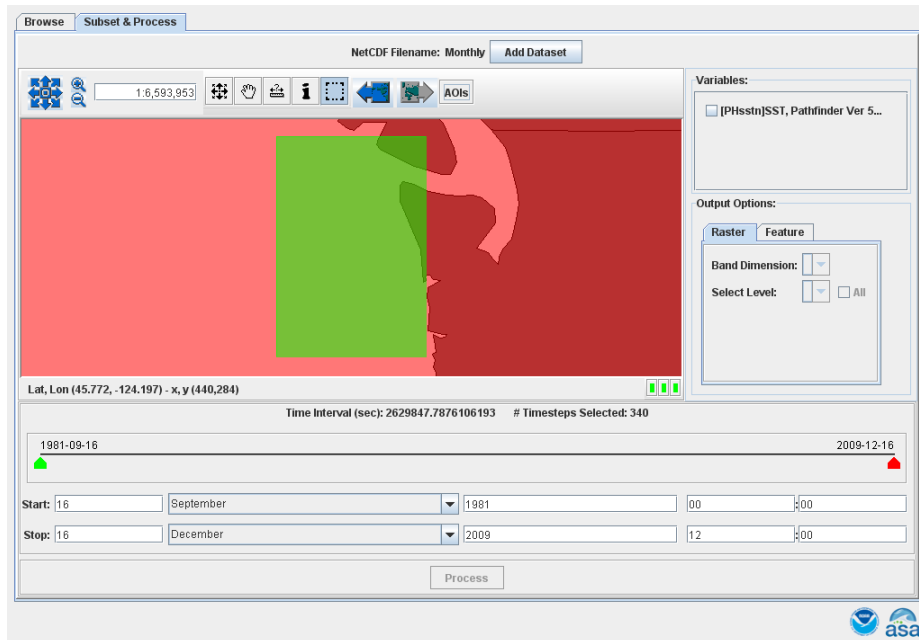 Browse Subset & Process
NetCDF Filename: Monthly Add Dataset
1:6,593,953 AOIs
Variables:
[PHsstn]SST, Pathfinder Ver 5...
Output Options:
Raster Feature
Band Dimension:
Select Level: All
Lat, Lon (45.772, -124.197) - x, y (440,284)
Time Interval (sec): 2629847.7876106193 # Timesteps Selected: 340
1981-09-16 2009-12-16
Start: 16 September 1981 00 :00
Stop: 16 December 2009 12 :00
Process
asa